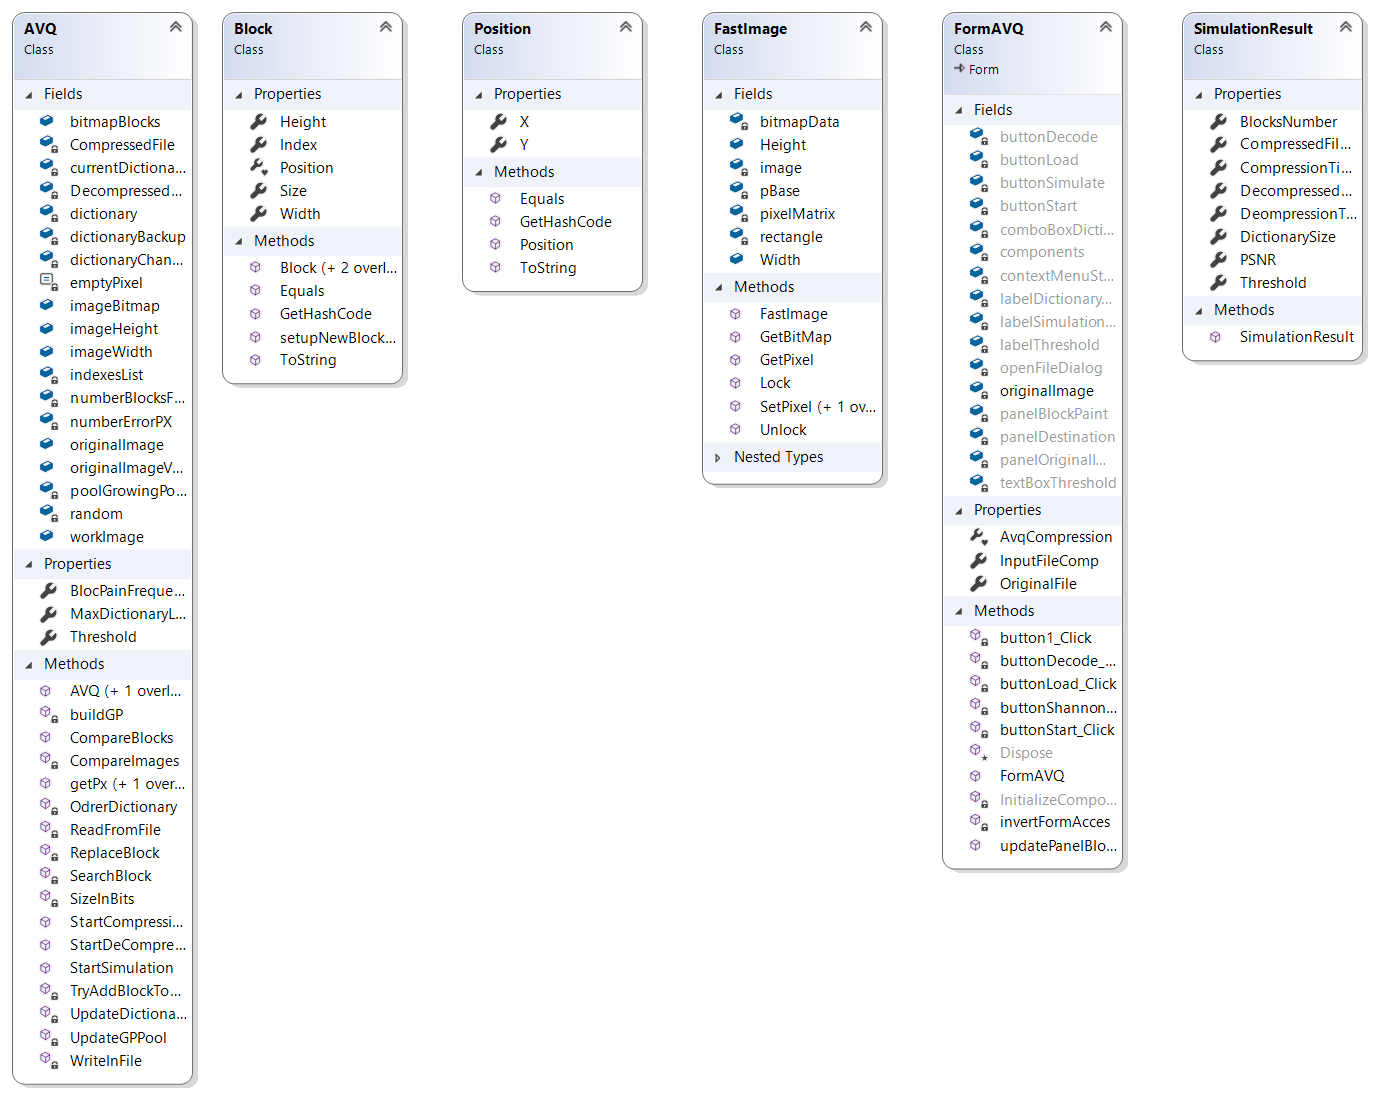 AVQ
Class
Fields
bitmapBlocks
CompressedFile
currentDictiona...
Decompressed...
dictionary
dictionaryBackup
dictionaryChan...
emptyPixel
imageBitmap
imageHeight
imageWidth
indexesList
numberBlocksF...
numberErrorPX
originalImage
originalImageV...
poolGrowingPo...
random
workImage
Properties
BlocPainFreque...
MaxDictionaryL...
Threshold
Methods
AVQ (+ 1 overl...
buildGP
CompareBlocks
CompareImages
getPx (+ 1 over...
OdrerDictionary
ReadFromFile
ReplaceBlock
SearchBlock
SizeInBits
StartCompressi...
StartDeCompre...
StartSimulation
TryAddBlockTo...
UpdateDictiona...
UpdateGPPool
WriteInFile
Block
Class
Properties
Height
Index
Position
Size
Width
Methods
Block (+ 2 overl...
Equals
GetHashCode
setupNewBlock...
ToString
Position
Class
Properties
X
Y
Methods
Equals
GetHashCode
Position
ToString
FastImage
Class
Fields
bitmapData
Height
image
pBase
pixelMatrix
rectangle
Width
Methods
FastImage
GetBitMap
GetPixel
Lock
SetPixel (+ 1 ov...
Unlock
Nested Types
FormAVQ
Class
Form
Fields
buttonDecode
buttonLoad
buttonSimulate
buttonStart
comboBoxDicti...
components
contextMenuSt...
labelDictionary...
labelSimulation...
labelThreshold
openFileDialog
originalImage
panelBlockPaint
panelDestination
panelOriginalI...
textBoxThreshold
Properties
AvqCompression
InputFileComp
OriginalFile
Methods
button1_Click
buttonDecode_...
buttonLoad_Click
buttonShannon...
buttonStart_Click
Dispose
FormAVQ
InitializeCompo...
invertFormAcces
updatePanelBlo...
SimulationResult
Class
Properties
BlocksNumber
CompressedFil...
CompressionTi...
Decompressed...
DeompressionT...
DictionarySize
PSNR
Threshold
Methods
SimulationResult